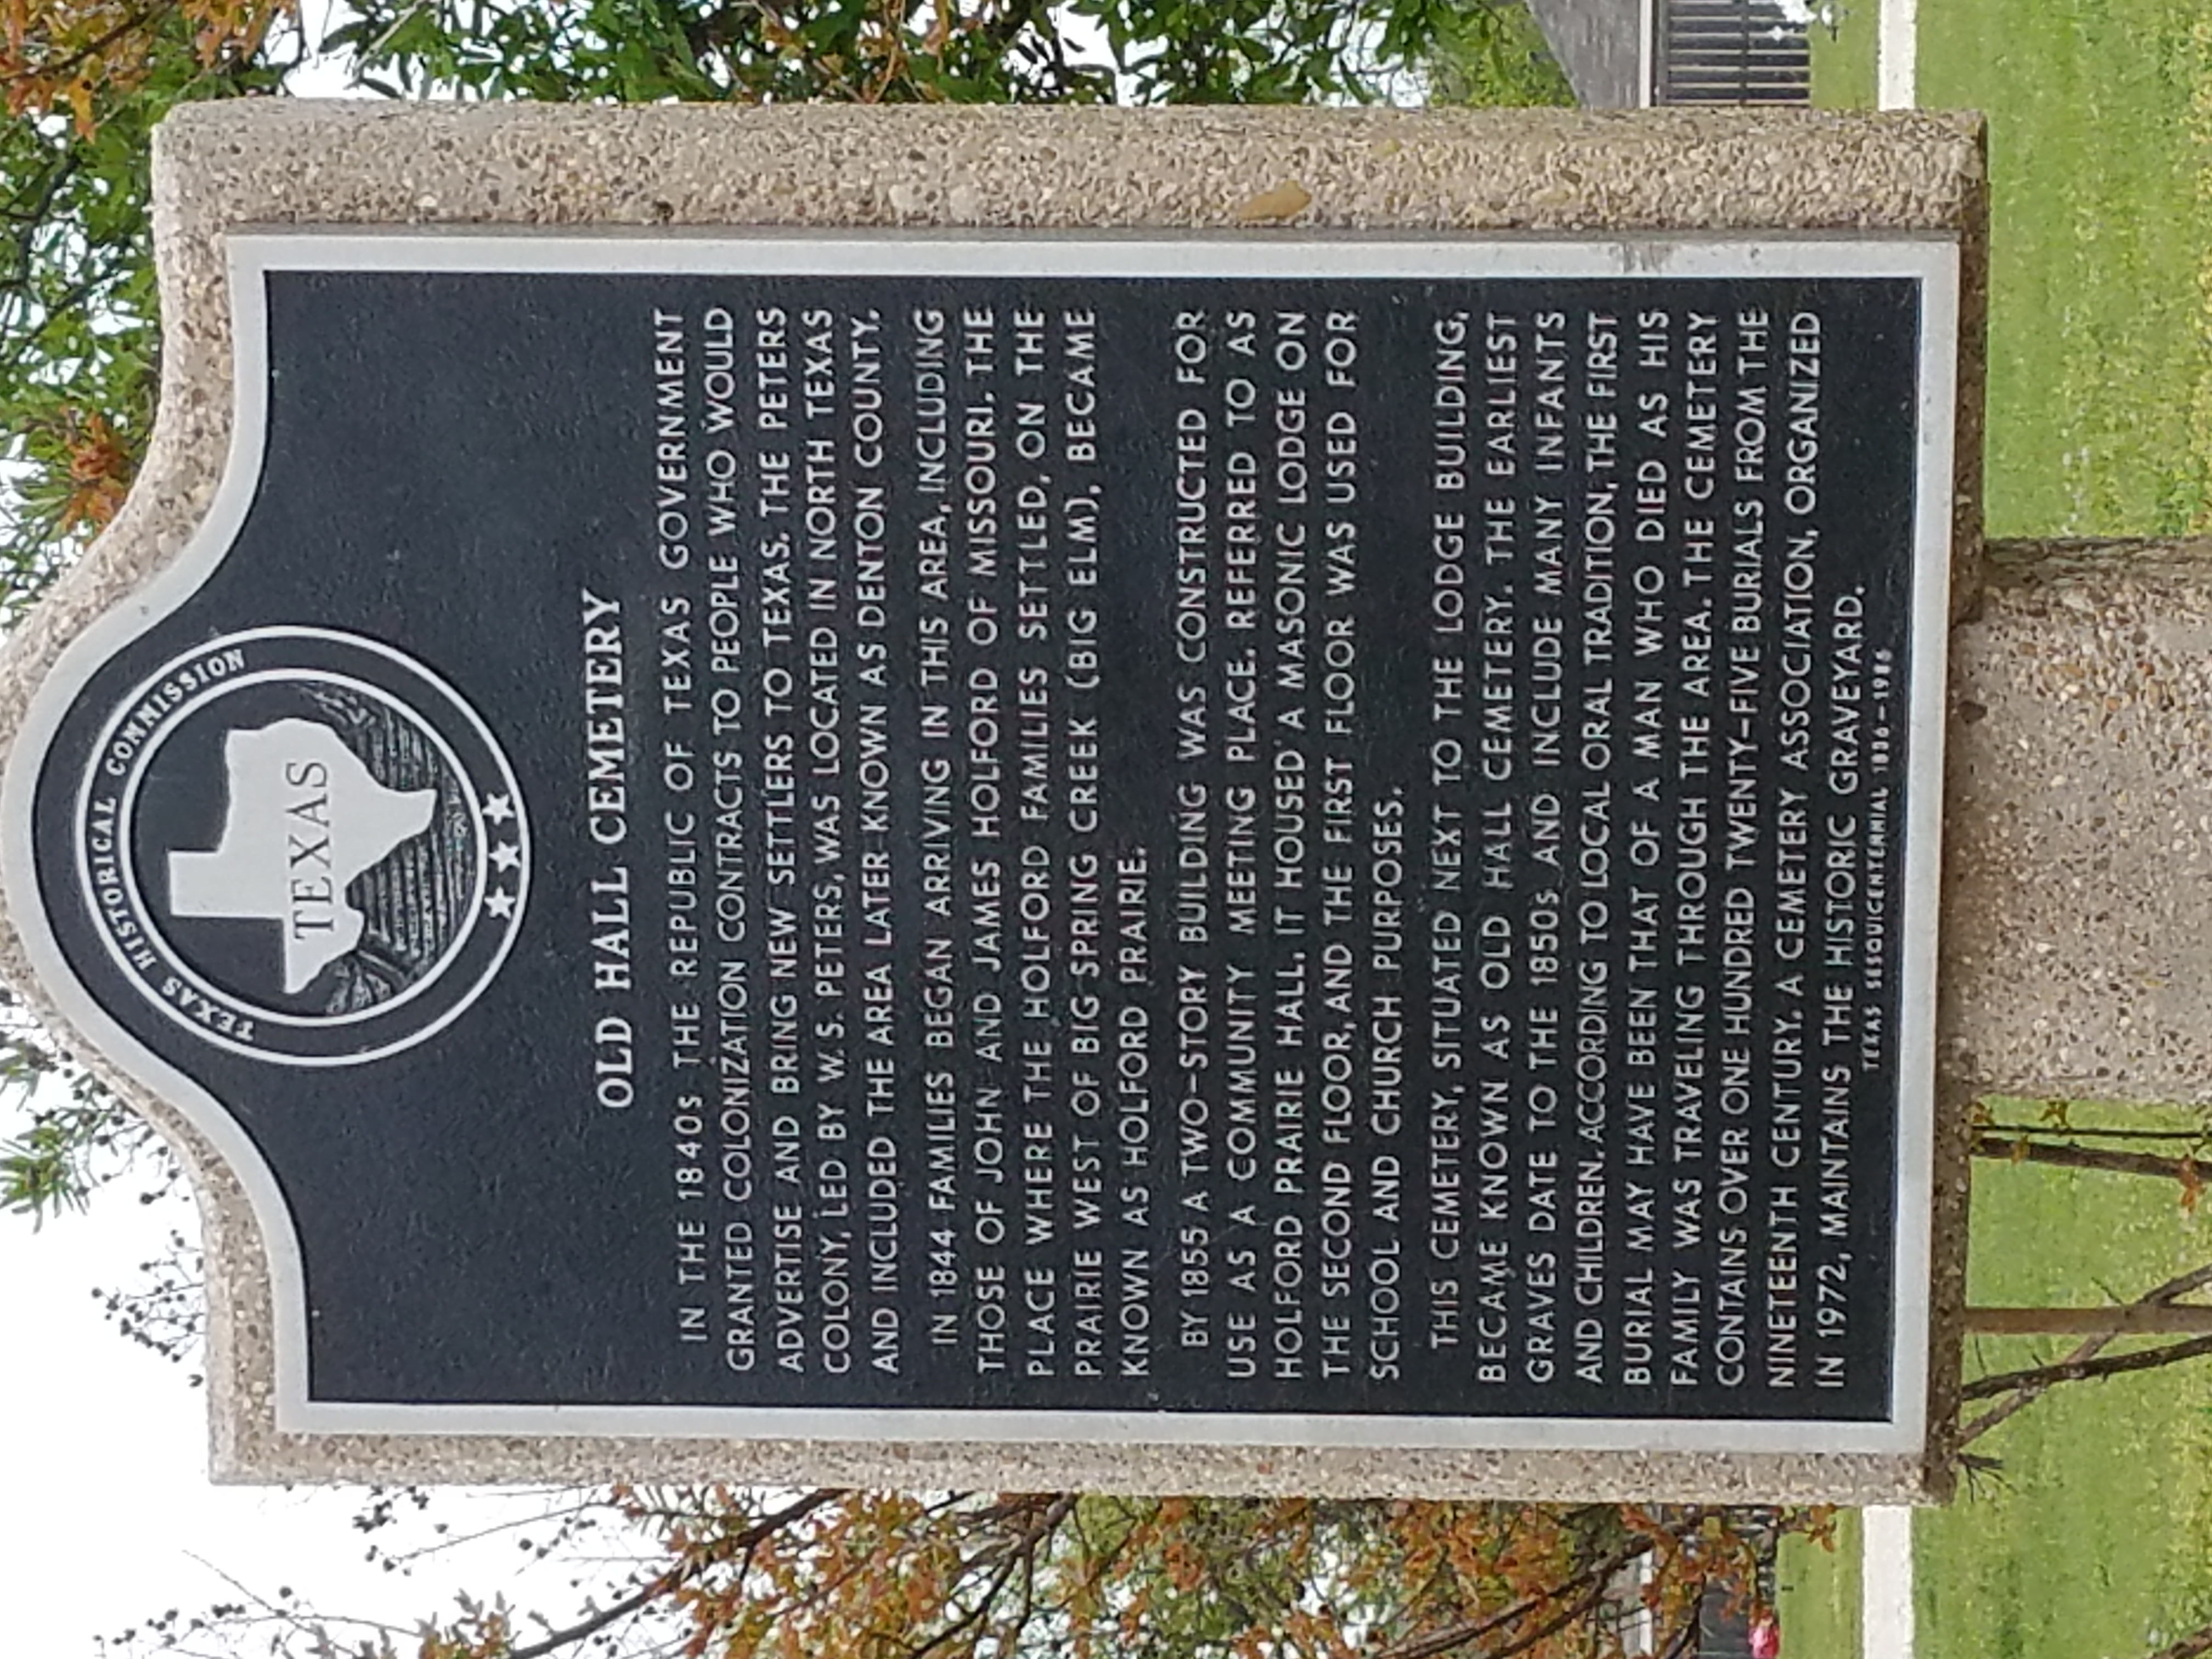 TEXAS HISTORICAL COMMISSION
TEXAS
OLD HALL CEMETERY
IN THE 1840s THE REPUBLIC OF TEXAS GOVERNMENT
GRANTED COLONIZATION CONTRACTS TO PEOPLE WHO WOULD
ADVERTISE AND BRING NEW SETTLERS TO TEXAS. THE PETERS
COLONY, LED BY W. S. PETERS, WAS LOCATED IN NORTH TEXAS
AND INCLUDED THE AREA LATER KNOWN AS DENTON COUNTY.
IN 1844 FAMILIES BEGAN ARRIVING IN THIS AREA, INCLUDING
THOSE OF JOHN AND JAMES HOLFORD OF MISSOURI. THE
PLACE WHERE THE HOLFORD FAMILIES SETTLED, ON THE
PRAIRIE WEST OF BIG SPRING CREEK (BIG ELM), BECAME
KNOWN AS HOLFORD PRAIRIE.
BY 1855 A TWO-STORY BUILDING WAS CONSTRUCTED FOR
USE AS A COMMUNITY MEETING PLACE. REFERRED TO AS
HOLFORD PRAIRIE HALL, IT HOUSED A MASONIC LODGE ON
THE SECOND FLOOR, AND THE FIRST FLOOR WAS USED FOR
SCHOOL AND CHURCH PURPOSES.
THIS CEMETERY, SITUATED NEXT TO THE LODGE BUILDING,
BECAME KNOWN AS OLD HALL CEMETERY. THE EARLIEST
GRAVES DATE TO THE 1850s AND INCLUDE MANY INFANTS
AND CHILDREN. ACCORDING TO LOCAL ORAL TRADITION, THE FIRST
BURIAL MAY HAVE BEEN THAT OF A MAN WHO DIED AS HIS
FAMILY WAS TRAVELING THROUGH THE AREA. THE CEMETERY
CONTAINS OVER ONE HUNDRED TWENTY-FIVE BURIALS FROM THE
NINETEENTH CENTURY. A CEMETERY ASSOCIATION, ORGANIZED
IN 1972, MAINTAINS THE HISTORIC GRAVEYARD.
TEXAS SESQUICENTENNIAL 1836-1986